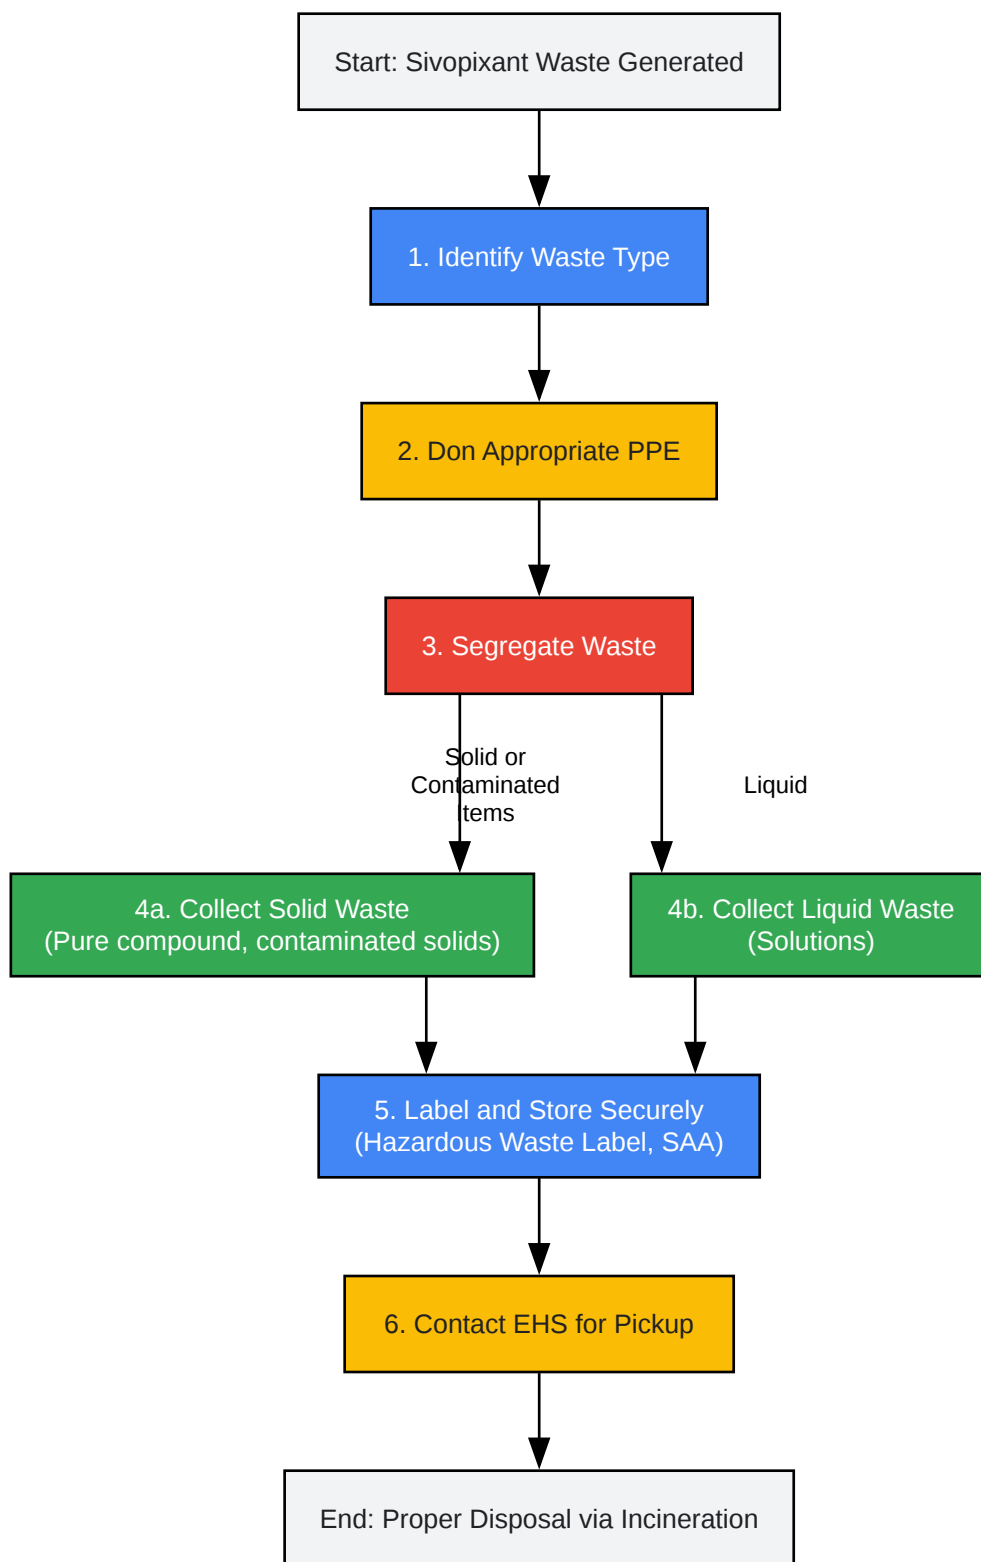 Start: Sivopixant Waste Generated
1. Identify Waste Type
2. Don Appropriate PPE
3. Segregate Waste
Solid or
Contaminated
Items
Liquid
4a. Collect Solid Waste
(Pure compound, contaminated solids)
4b. Collect Liquid Waste
(Solutions)
5. Label and Store Securely
(Hazardous Waste Label, SAA)
6. Contact EHS for Pickup
End: Proper Disposal via Incineration